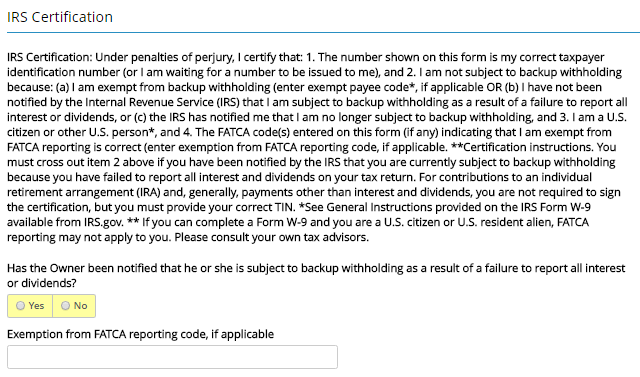 IRS Certification
IRS Certification: Under penalties of perjury, I certify that: 1. The number shown on this form is my correct taxpayer
identification number (or I am waiting for a number to be issued to me), and 2. I am not subject to backup withholding
because: (a) I am exempt from backup withholding (enter exempt payee code*, if applicable OR (b) I have not been
notified by the Internal Revenue Service (IRS) that I am subject to backup withholding as a result of a failure to report all
interest or dividends, or (c) the IRS has notified me that I am no longer subject to backup withholding, and 3. I am a U.S.
citizen or other U.S. person*, and 4. The FATCA code(s) entered on this form (if any) indicating that I am exempt from
FATCA reporting is correct (enter exemption from FATCA reporting code, if applicable. **Certification instructions. You
must cross out item 2 above if you have been notified by the IRS that you are currently subject to backup withholding
because you have failed to report all interest and dividends on your tax return. For contributions to an individual
retirement arrangement (IRA) and, generally, payments other than interest and dividends, you are not required to sign
the certification, but you must provide your correct TIN. *See General Instructions provided on the IRS Form W-9
available from IRS.gov. ** If you can complete a Form W-9 and you are a U.S. citizen or U.S. resident alien, FATCA
reporting may not apply to you. Please consult your own tax advisors.
Has the Owner been notified that he or she is subject to backup withholding as a result of a failure to report all interest
or dividends?
Yes No
Exemption from FATCA reporting code, if applicable